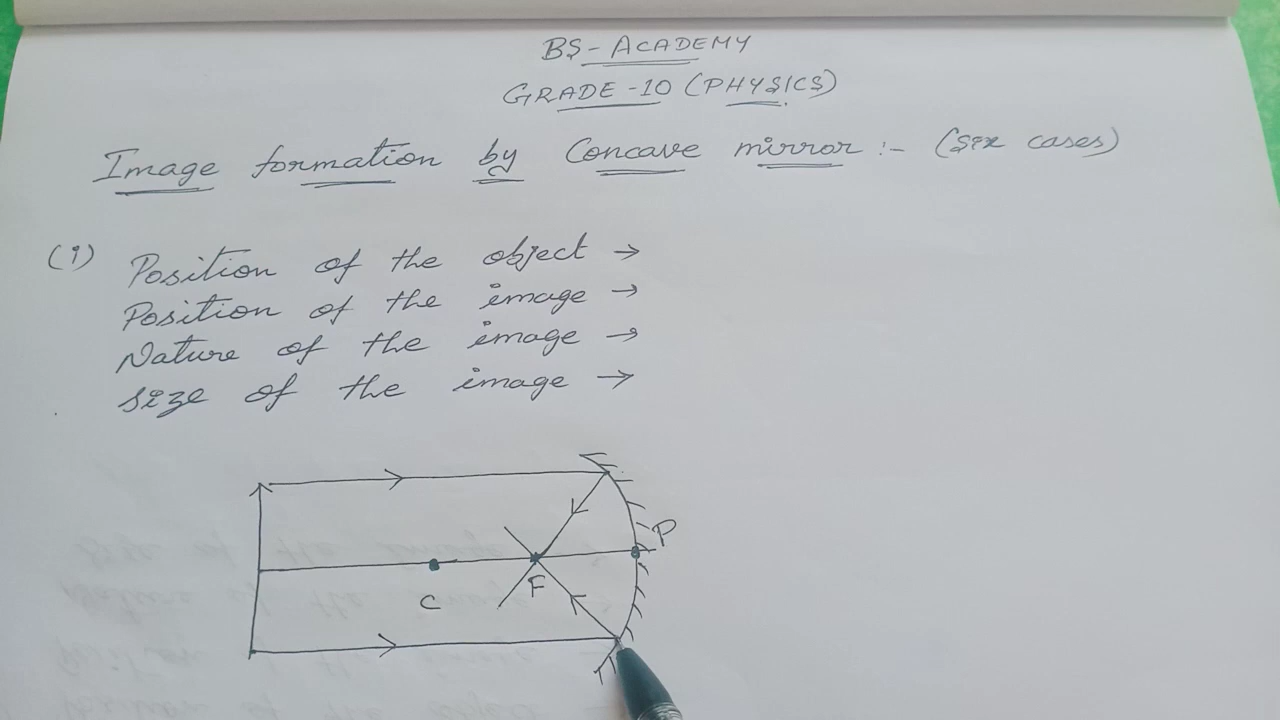 BS-ACADEMY
GRADE-10 (PHYSICS)
Image formation by Concave mirror :- (Six cases)
(1) Position of the object →
Position of the image →
Nature of the image →
size of the image →
P
F
C